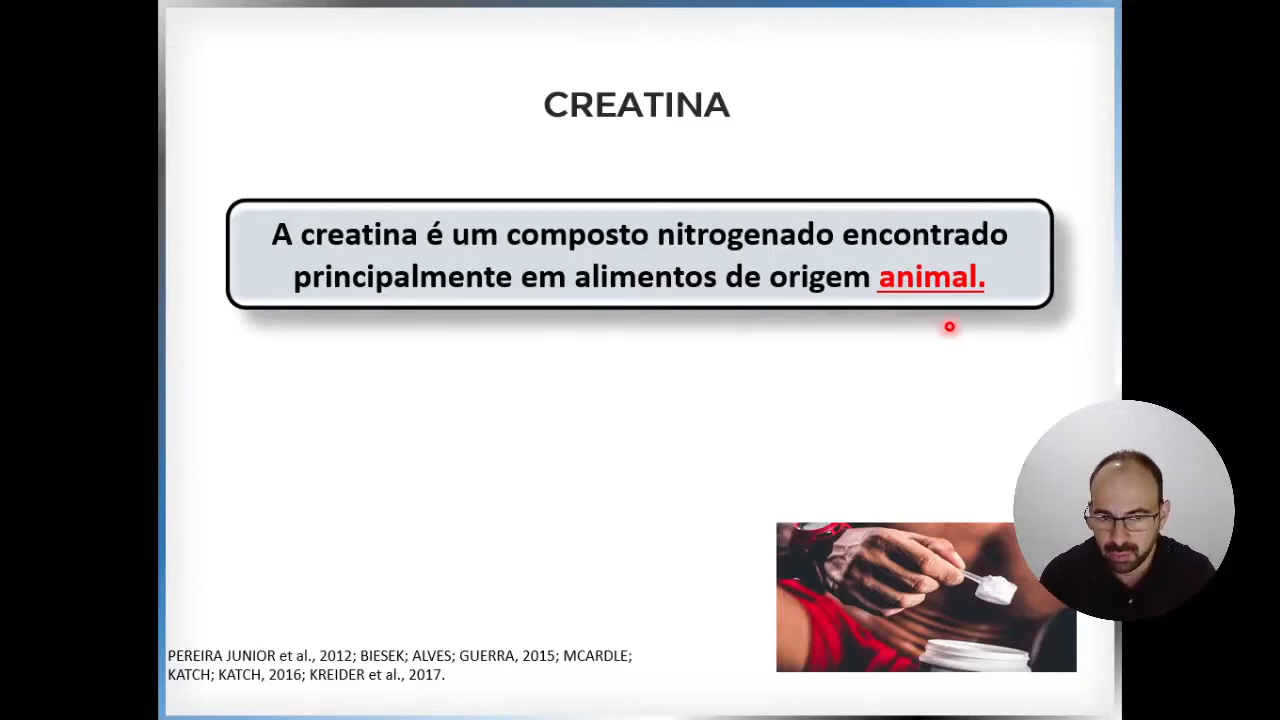 CREATINA
A creatina é um composto nitrogenado encontrado
principalmente em alimentos de origem animal.
PEREIRA JUNIOR et al., 2012; BIESEK; ALVES; GUERRA, 2015; MCARDLE;
KATCH; KATCH, 2016; KREIDER et al., 2017.